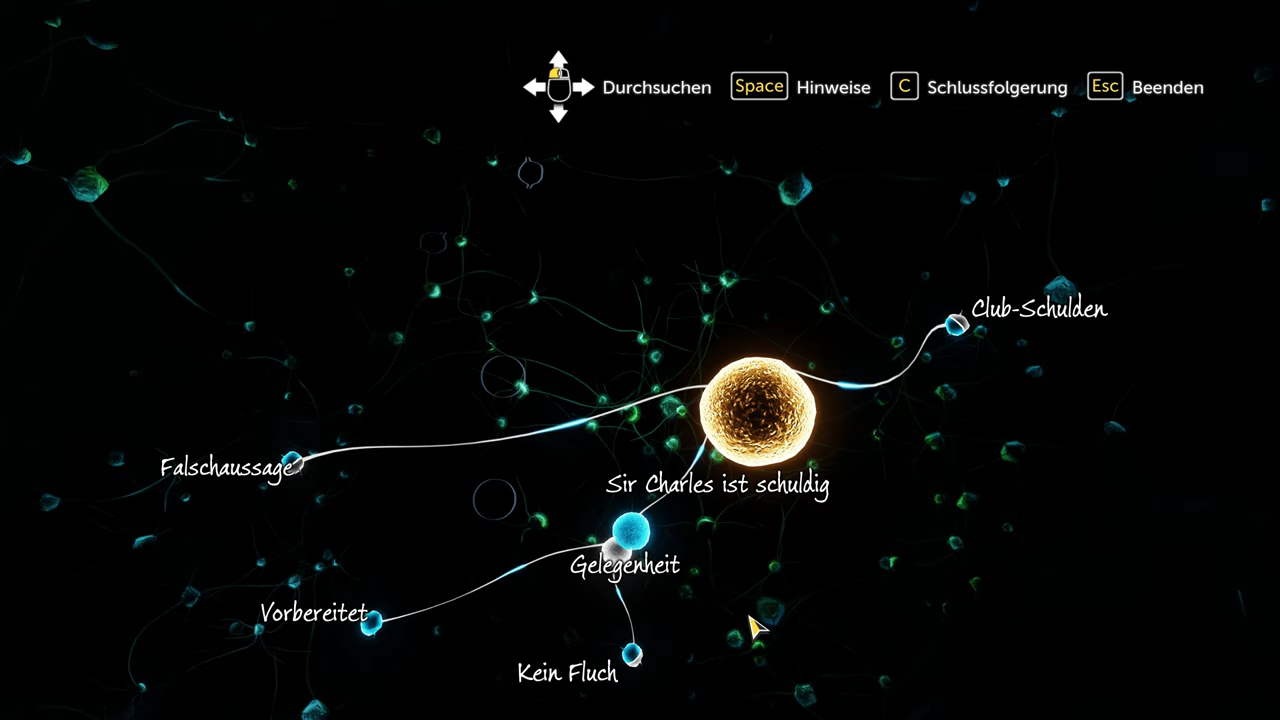 Durchsuchen Space Hinweise C Schlussfolgerung Esc Beenden
Club-Schulden
Falschaussage
Sir Charles ist schuldig
Gelegenheit
Vorbereitet
Kein Fluch